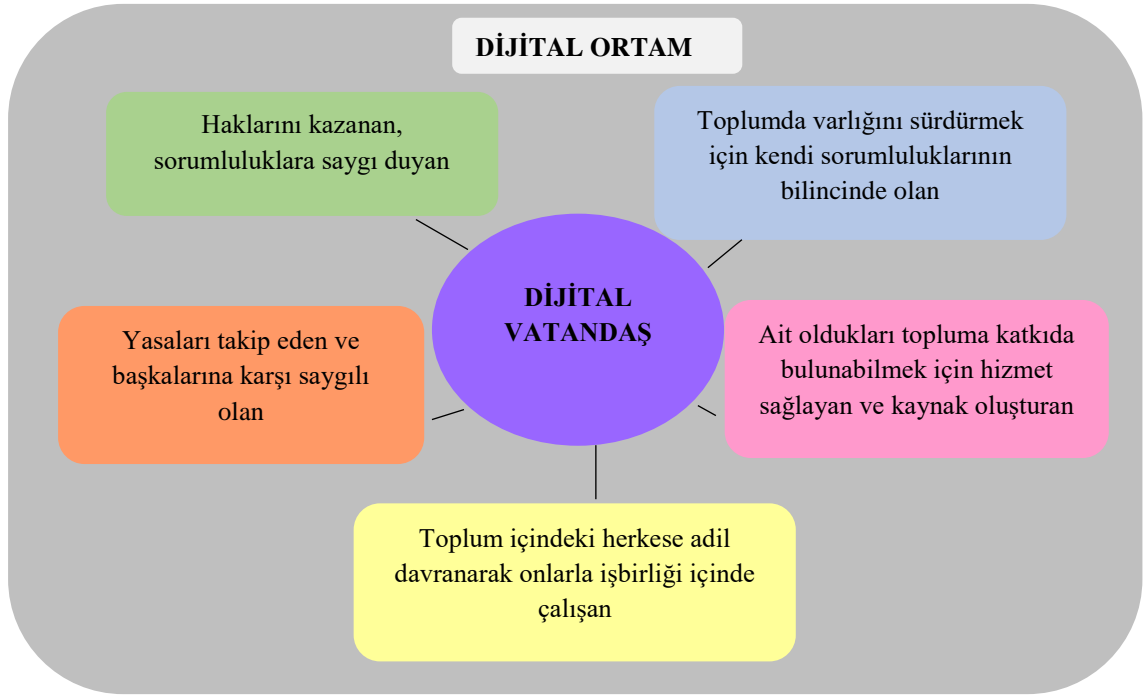 DİJİTAL ORTAM
Haklarını kazanan,
sorumluluklara saygı duyan
Toplumda varlığını sürdürmek
için kendi sorumluluklarının
bilincinde olan
DİJİTAL
VATANDAŞ
Yasaları takip eden ve
başkalarına karşı saygılı
olan
Ait oldukları topluma katkıda
bulunabilmek için hizmet
sağlayan ve kaynak oluşturan
Toplum içindeki herkese adil
davranarak onlarla işbirliği içinde
çalışan